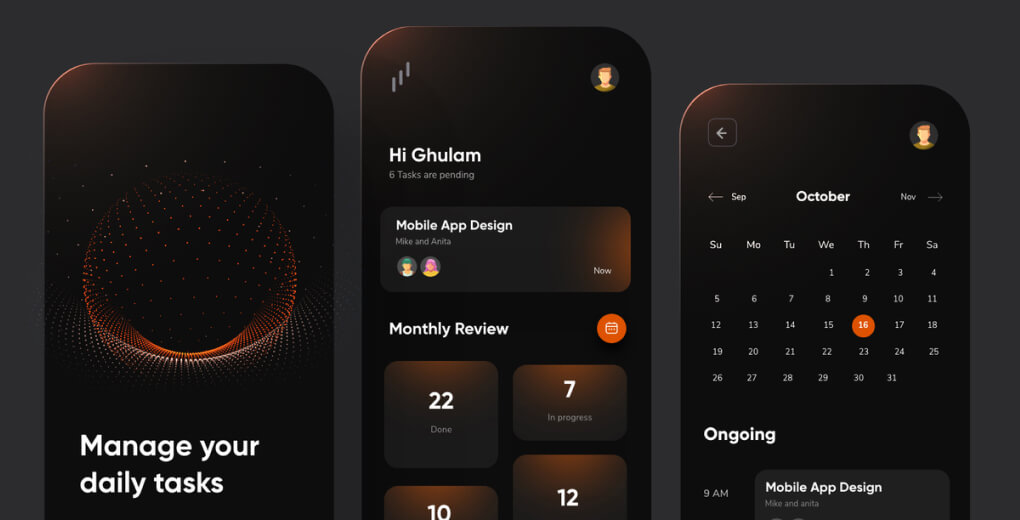 Manage your
daily tasks
Hi Ghulam
6 Tasks are pending
Mobile App Design
Mike and Anita
Now
Monthly Review
22
Done
7
In progress
10
12
Sep October Nov
Su Mo Tu We Th Fr Sa
1 2 3 4
5 6 7 8 9 10 11
12 13 14 15 16 17 18
19 20 21 22 23 24 25
26 27 28 29 30 31
Ongoing
9 AM
Mobile App Design
Mike and anita